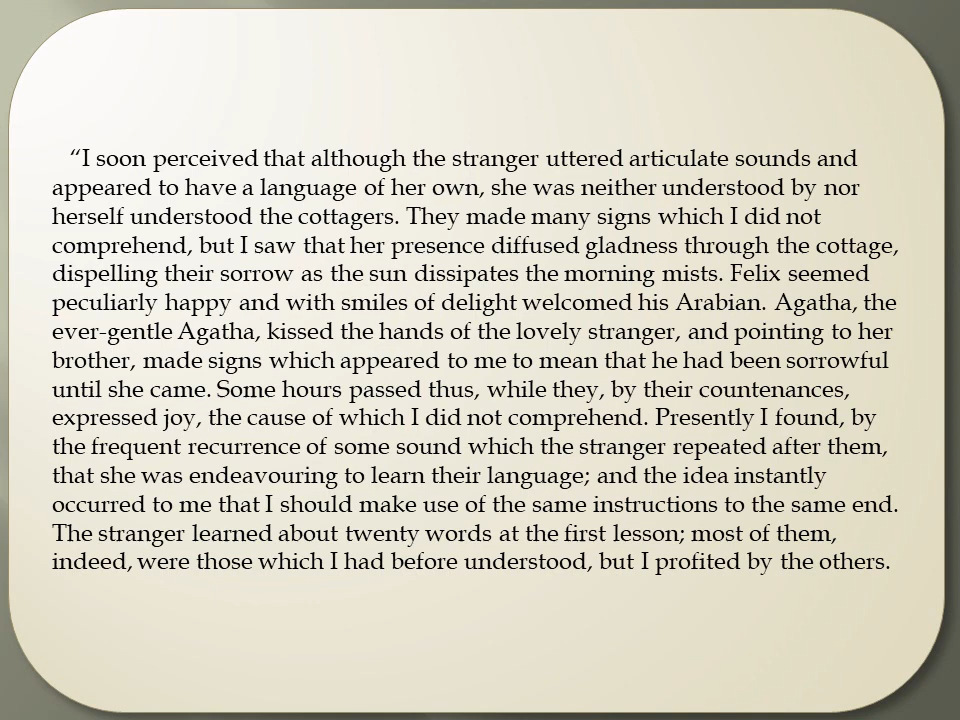 “I soon perceived that although the stranger uttered articulate sounds and
appeared to have a language of her own, she was neither understood by nor
herself understood the cottagers. They made many signs which I did not
comprehend, but I saw that her presence diffused gladness through the cottage,
dispelling their sorrow as the sun dissipates the morning mists. Felix seemed
peculiarly happy and with smiles of delight welcomed his Arabian. Agatha, the
ever-gentle Agatha, kissed the hands of the lovely stranger, and pointing to her
brother, made signs which appeared to me to mean that he had been sorrowful
until she came. Some hours passed thus, while they, by their countenances,
expressed joy, the cause of which I did not comprehend. Presently I found, by
the frequent recurrence of some sound which the stranger repeated after them,
that she was endeavouring to learn their language; and the idea instantly
occurred to me that I should make use of the same instructions to the same end.
The stranger learned about twenty words at the first lesson; most of them,
indeed, were those which I had before understood, but I profited by the others.